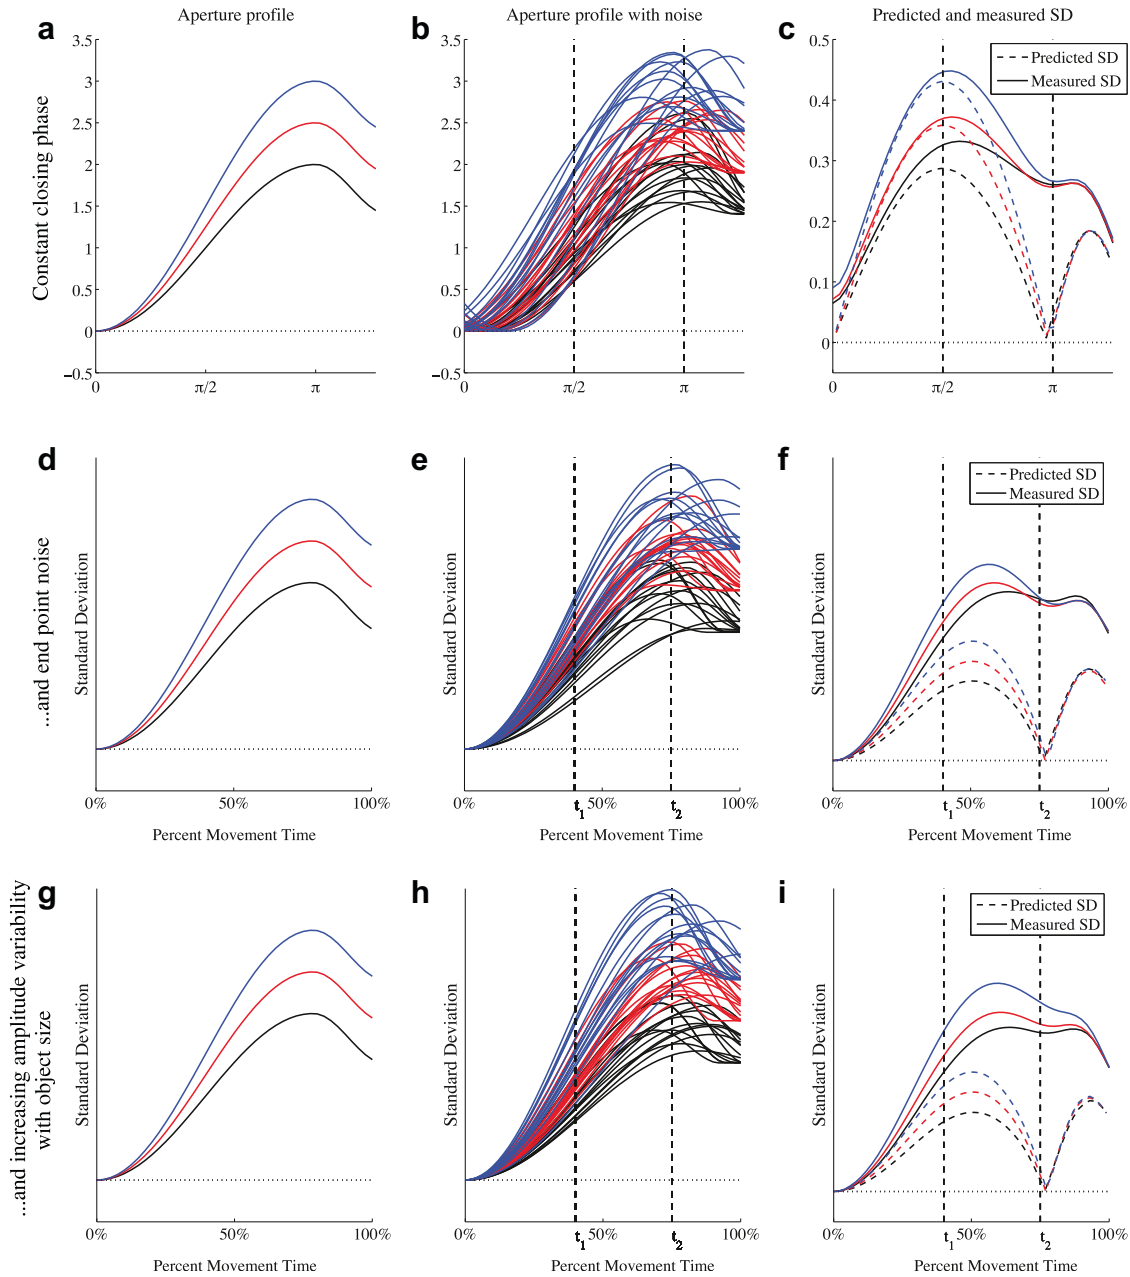 Aperture profile
Aperture profile with noise
Predicted and measured SD
a
b
c
Constant closing phase
3.5
3
2.5
2
1.5
1
0.5
0
−0.5
0
π/2
π
3.5
3
2.5
2
1.5
1
0.5
0
−0.5
0
π/2
π
0.5
0.4
0.3
0.2
0.1
0
0
π/2
π
Predicted SD
Measured SD
d
e
f
...and end point noise
Standard Deviation
0%
50%
100%
Percent Movement Time
Standard Deviation
0%
t1
50%
t2
100%
Percent Movement Time
Standard Deviation
Predicted SD
Measured SD
0%
t1
50%
t2
100%
Percent Movement Time
g
h
i
...and increasing amplitude variability
with object size
Standard Deviation
0%
50%
100%
Percent Movement Time
Standard Deviation
0%
t1
50%
t2
100%
Percent Movement Time
Standard Deviation
Predicted SD
Measured SD
0%
t1
50%
t2
100%
Percent Movement Time